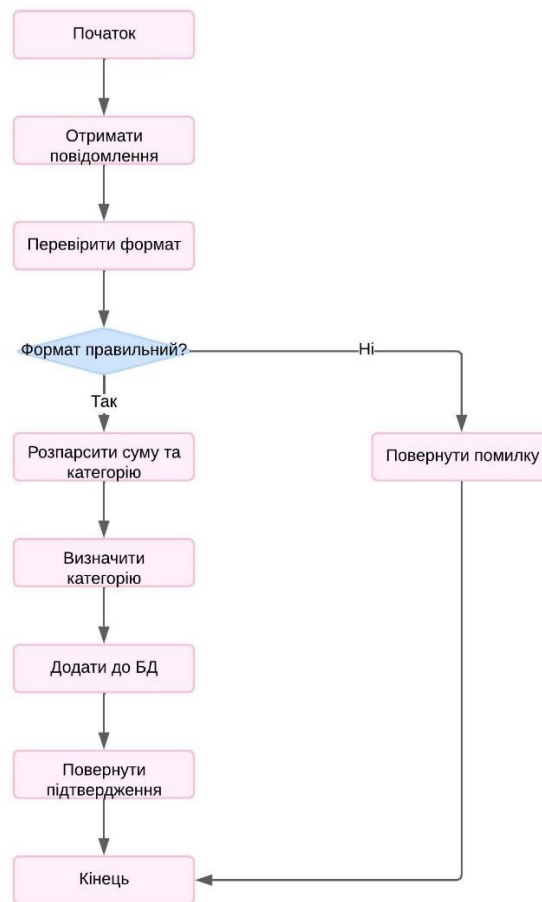 Початок
Отримати
повідомлення
Перевірити формат
Формат правильний?
Ні
Так
Розпарсити суму та
категорію
Повернути помилку
Визначити
категорію
Додати до БД
Повернути
підтвердження
Кінець